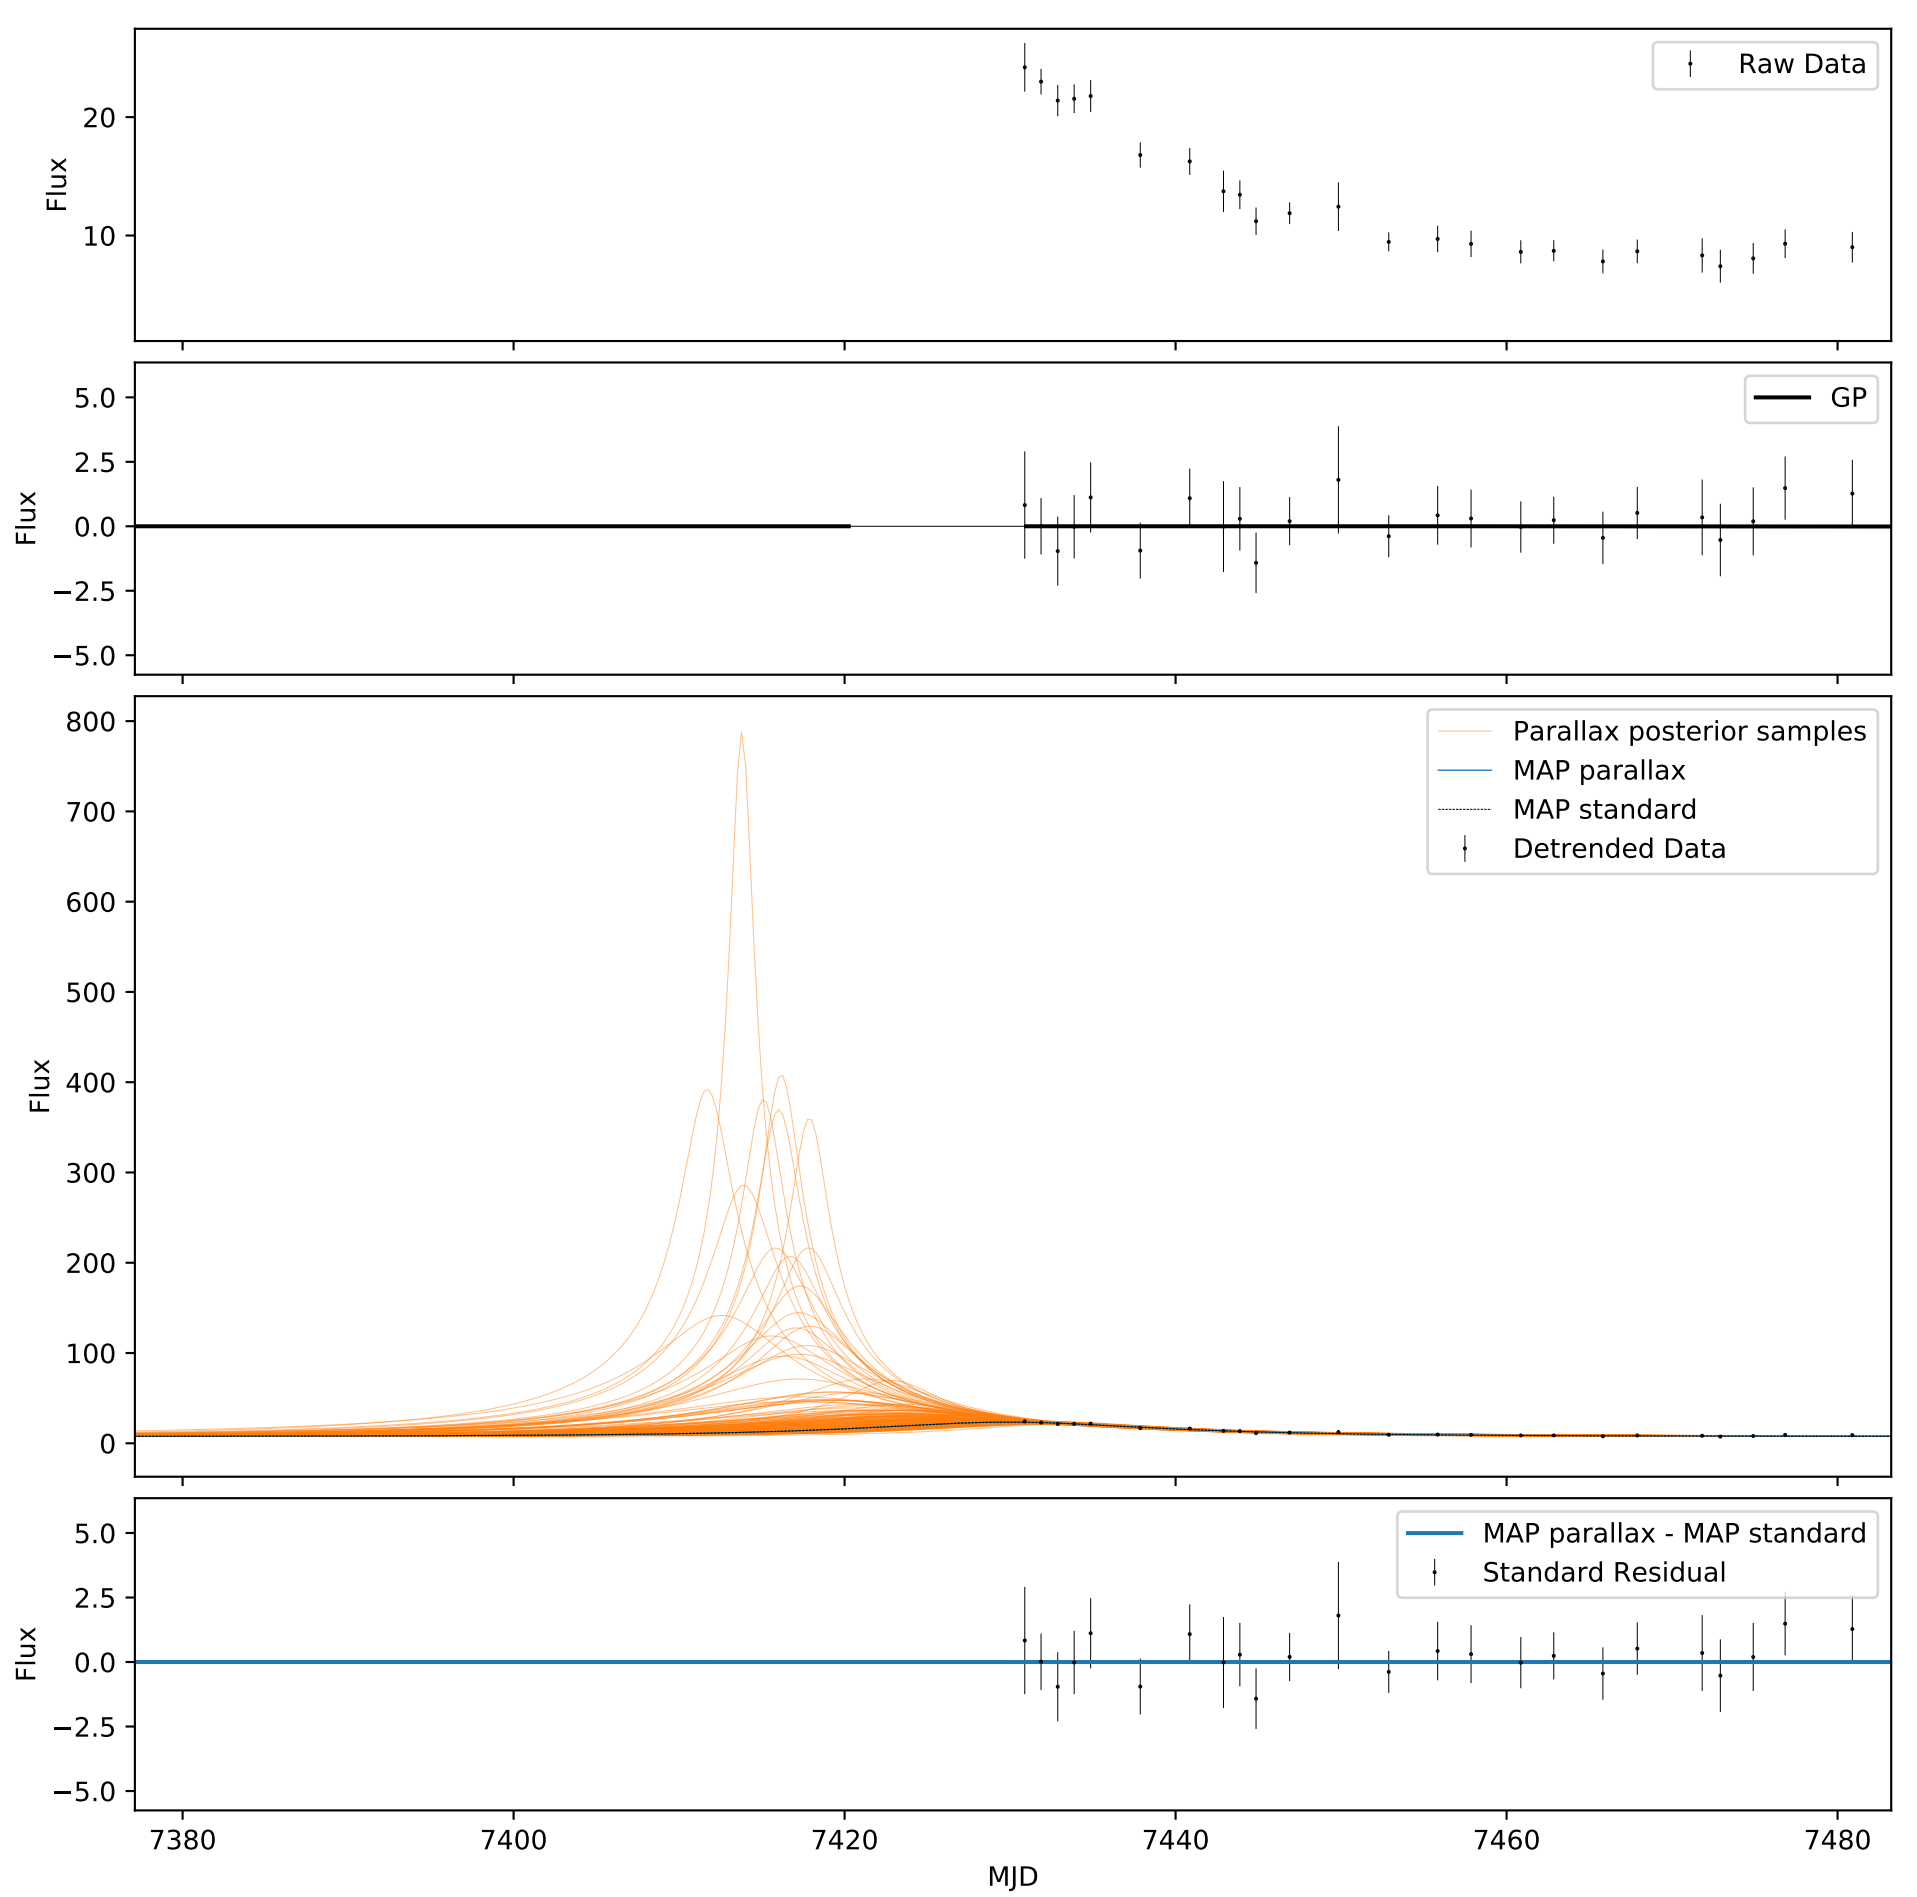 Raw Data
20
10
Flux
GP
5.0
2.5
0.0
−2.5
−5.0
Flux
Parallax posterior samples
MAP parallax
MAP standard
Detrended Data
800
700
600
500
400
300
200
100
0
Flux
MAP parallax - MAP standard
Standard Residual
5.0
2.5
0.0
−2.5
−5.0
Flux
7380 7400 7420 7440 7460 7480
MJD